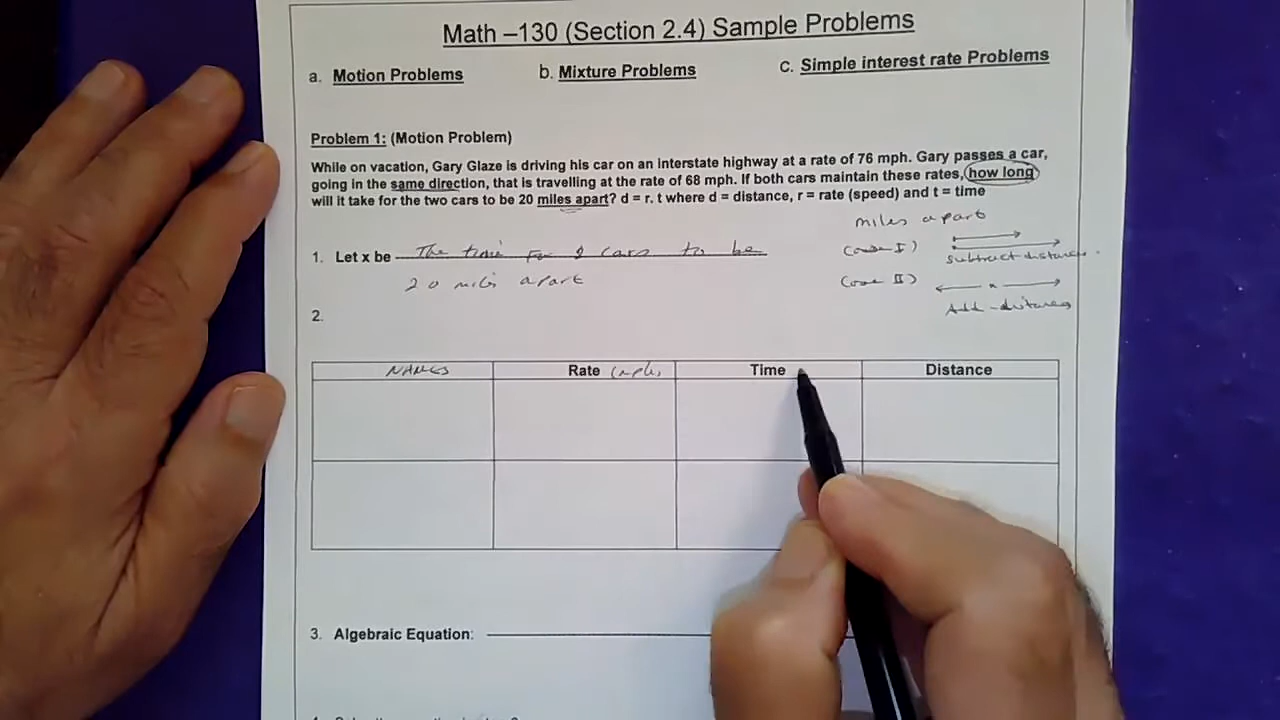 Math –130 (Section 2.4) Sample Problems
a. Motion Problems b. Mixture Problems c. Simple interest rate Problems
Problem 1: (Motion Problem)
While on vacation, Gary Glaze is driving his car on an interstate highway at a rate of 76 mph. Gary passes a car,
going in the same direction, that is travelling at the rate of 68 mph. If both cars maintain these rates, how long
will it take for the two cars to be 20 miles apart? d = r. t where d = distance, r = rate (speed) and t = time
miles apart
1. Let x be The time for 2 cars to be
20 miles apart
(case I)
subtract distances.
(case II)
Add distances
2.
NAMES Rate (mph) Time Distance
3. Algebraic Equation: